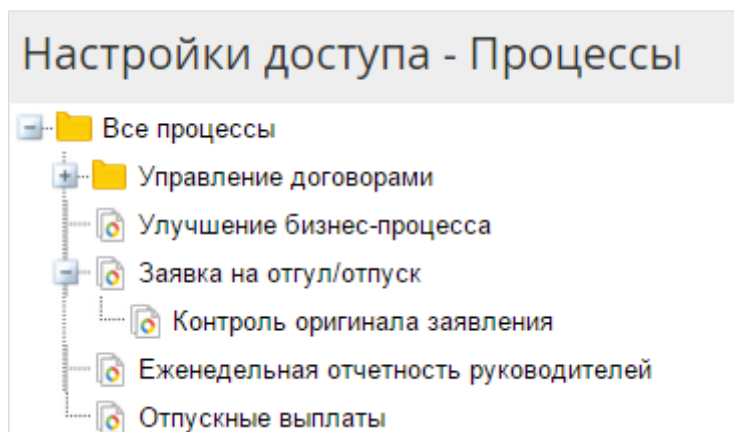 Настройки доступа - Процессы
Все процессы
Управление договорами
Улучшение бизнес-процесса
Заявка на отгул/отпуск
Контроль оригинала заявления
Еженедельная отчетность руководителей
Отпускные выплаты